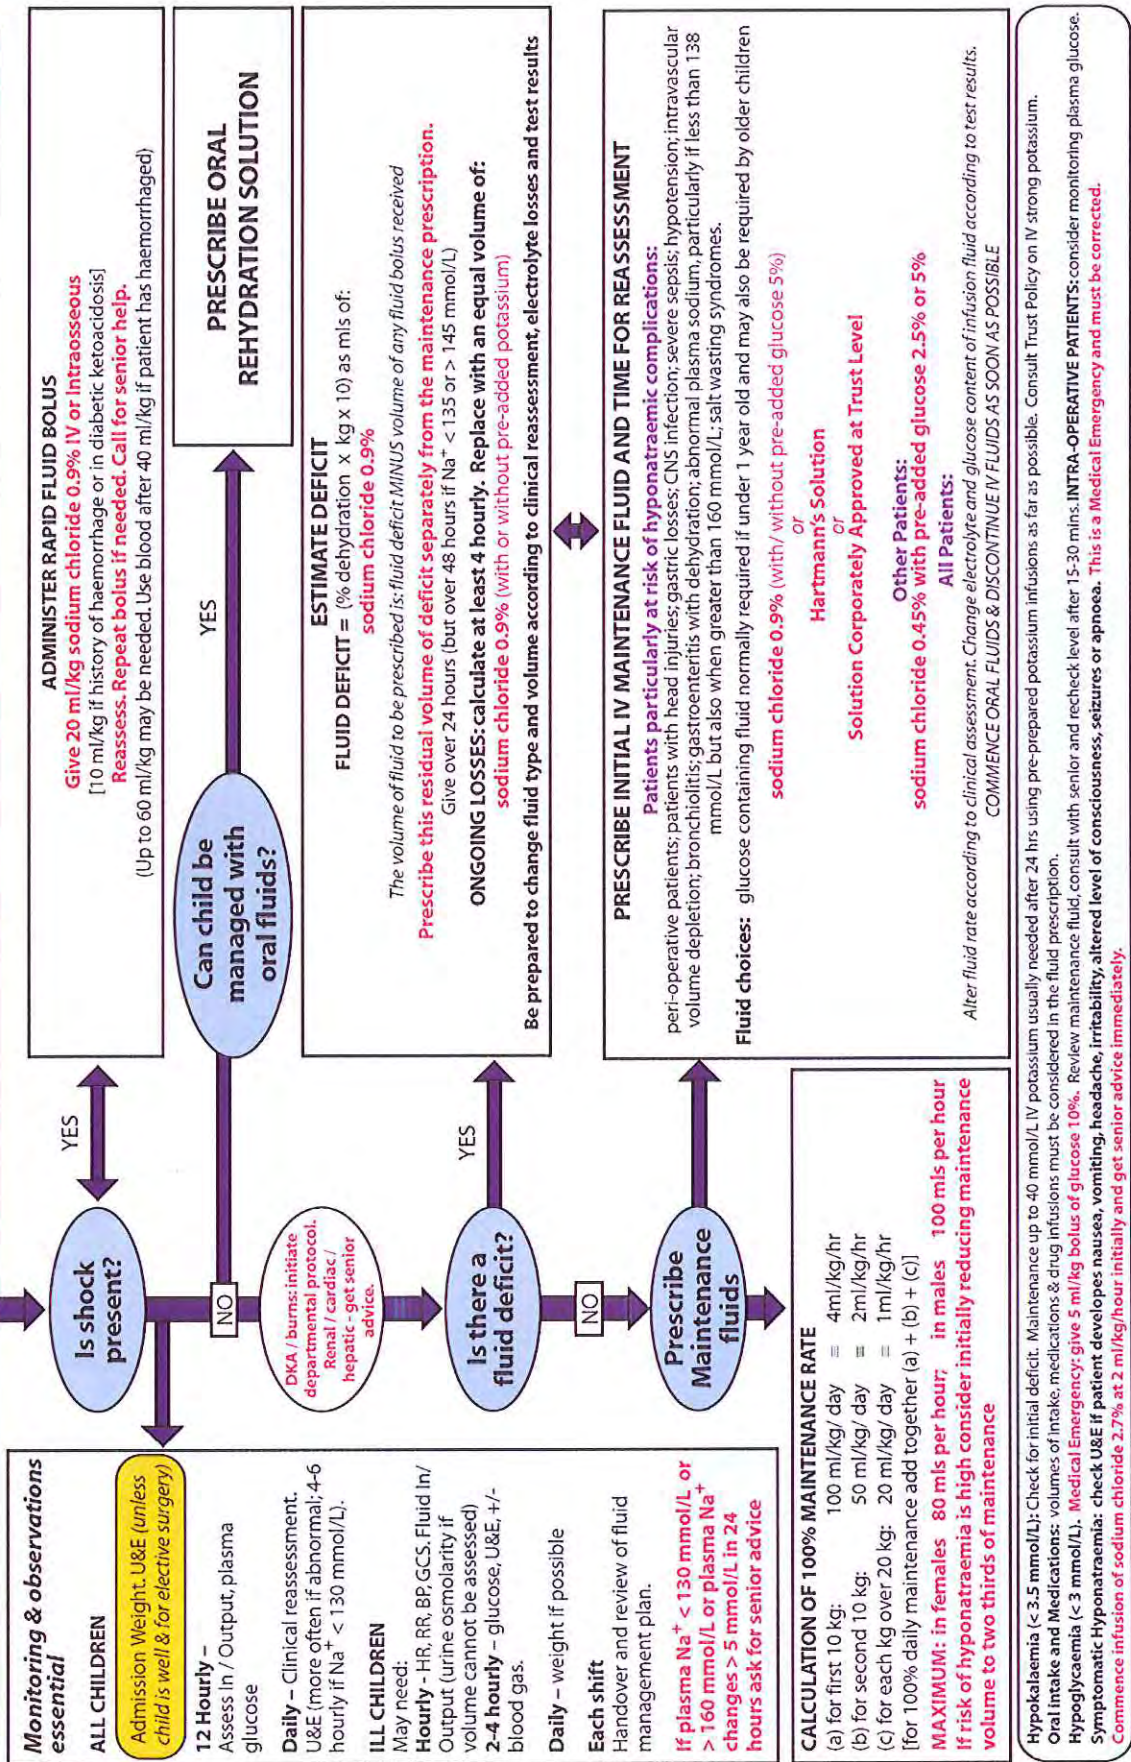 Monitoring & observations
essential
ALL CHILDREN
Admission Weight. U&E (unless
child is well & for elective surgery)
12 Hourly –
Assess In / Output, plasma
glucose
Daily – Clinical reassessment.
U&E (more often if abnormal; 4-6
hourly if Na+ < 130 mmol/L).
ILL CHILDREN
May need:
Hourly - HR, RR, BP, GCS, Fluid In/
Output (urine osmolarity if
volume cannot be assessed)
2-4 hourly – glucose, U&E, +/-
blood gas.
Daily – weight if possible
Each shift
Handover and review of fluid
management plan.
If plasma Na+ < 130 mmol/L or
> 160 mmol/L or plasma Na+
changes > 5 mmol/L in 24
hours ask for senior advice
Is shock
present?
YES
ADMINISTER RAPID FLUID BOLUS
Give 20 ml/kg sodium chloride 0.9% IV or Intraosseous
[10 ml/kg if history of haemorrhage or in diabetic ketoacidosis]
Reassess. Repeat bolus if needed. Call for senior help.
(Up to 60 ml/kg may be needed. Use blood after 40 ml/kg if patient has haemorrhaged)
NO
Can child be
managed with
oral fluids?
YES
PRESCRIBE ORAL
REHYDRATION SOLUTION
DKA / burns: initiate
departmental protocol.
Renal / cardiac /
hepatic - get senior
advice.
Is there a
fluid deficit?
YES
ESTIMATE DEFICIT
FLUID DEFICIT = (% dehydration x kg x 10) as mls of:
sodium chloride 0.9%
The volume of fluid to be prescribed is: fluid deficit MINUS volume of any fluid bolus received
Prescribe this residual volume of deficit separately from the maintenance prescription.
Give over 24 hours (but over 48 hours if Na+ < 135 or > 145 mmol/L)
ONGOING LOSSES: calculate at least 4 hourly. Replace with an equal volume of:
sodium chloride 0.9% (with or without pre-added potassium)
Be prepared to change fluid type and volume according to clinical reassessment, electrolyte losses and test results
NO
Prescribe
Maintenance
fluids
PRESCRIBE INITIAL IV MAINTENANCE FLUID AND TIME FOR REASSESSMENT
Patients particularly at risk of hyponatraemic complications:
peri-operative patients; patients with head injuries; gastric losses; CNS infection; severe sepsis; hypotension; intravascular
volume depletion; bronchiolitis; gastroenteritis with dehydration; abnormal plasma sodium, particularly if less than 138
mmol/L but also when greater than 160 mmol/L; salt wasting syndromes.
Fluid choices: glucose containing fluid normally required if under 1 year old and may also be required by older children
sodium chloride 0.9% (with/ without pre-added glucose 5%)
or
Hartmann's Solution
or
Solution Corporately Approved at Trust Level
Other Patients:
sodium chloride 0.45% with pre-added glucose 2.5% or 5%
All Patients:
Alter fluid rate according to clinical assessment. Change electrolyte and glucose content of infusion fluid according to test results.
COMMENCE ORAL FLUIDS & DISCONTINUE IV FLUIDS AS SOON AS POSSIBLE
CALCULATION OF 100% MAINTENANCE RATE
(a) for first 10 kg: 100 ml/kg/ day = 4ml/kg/hr
(b) for second 10 kg: 50 ml/kg/ day = 2ml/kg/hr
(c) for each kg over 20 kg: 20 ml/kg/ day = 1ml/kg/hr
[for 100% daily maintenance add together (a) + (b) + (c)]
MAXIMUM: in females 80 mls per hour; in males 100 mls per hour
If risk of hyponatraemia is high consider initially reducing maintenance
volume to two thirds of maintenance
Hypokalaemia (< 3.5 mmol/L): Check for initial deficit. Maintenance up to 40 mmol/L IV potassium usually needed after 24 hrs using pre-prepared potassium infusions as far as possible. Consult Trust Policy on IV strong potassium.
Oral Intake and Medications: volumes of intake, medications & drug infusions must be considered in the fluid prescription.
Hypoglycaemia (< 3 mmol/L). Medical Emergency: give 5 ml/kg bolus of glucose 10%. Review maintenance fluid, consult with senior and recheck level after 15-30 mins. INTRA-OPERATIVE PATIENTS: consider monitoring plasma glucose.
Symptomatic Hyponatraemia: check U&E if patient develops nausea, vomiting, headache, irritability, altered level of consciousness, seizures or apnoea. This is a Medical Emergency and must be corrected.
Commence infusion of sodium chloride 2.7% at 2 ml/kg/hour initially and get senior advice immediately.